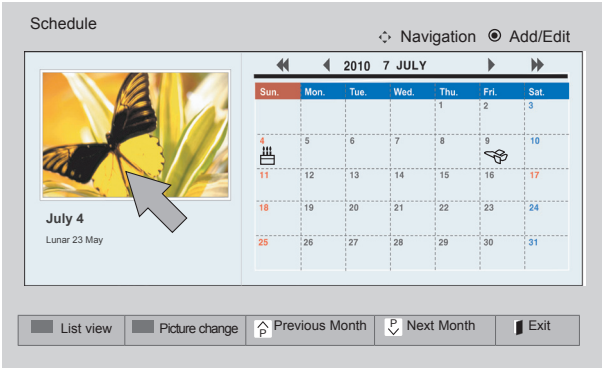 Schedule
Navigation Add/Edit
2010 7 JULY
Sun. Mon. Tue. Wed. Thu. Fri. Sat.
1 2 3
4 5 6 7 8 9 10
11 12 13 14 15 16 17
18 19 20 21 22 23 24
25 26 27 28 29 30 31
July 4
Lunar 23 May
List view Picture change P Previous Month P Next Month Exit